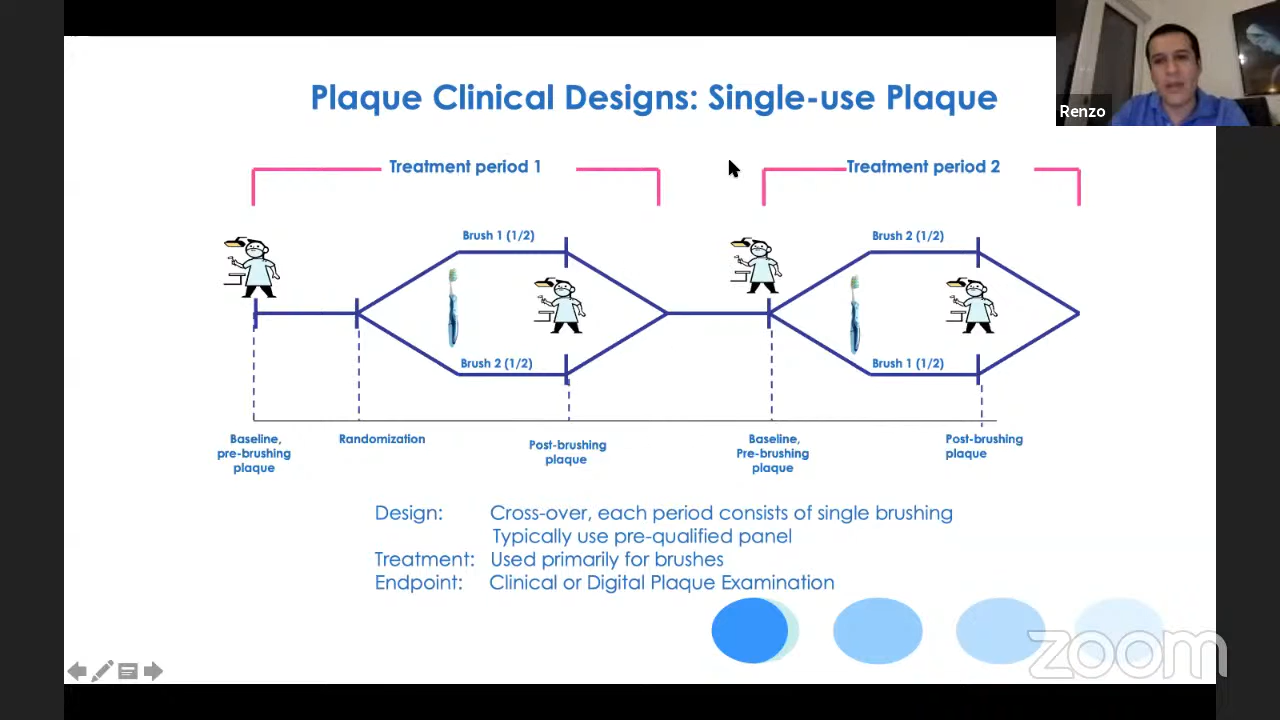 Plaque Clinical Designs: Single-use Plaque
Renzo
Treatment period 1
Treatment period 2
Brush 1 (1/2)
Brush 2 (1/2)
Brush 2 (1/2)
Brush 1 (1/2)
Baseline,
pre-brushing
plaque
Randomization
Post-brushing
plaque
Baseline,
Pre-brushing
plaque
Post-brushing
plaque
Design: Cross-over, each period consists of single brushing
Typically use pre-qualified panel
Treatment: Used primarily for brushes
Endpoint: Clinical or Digital Plaque Examination
zoom